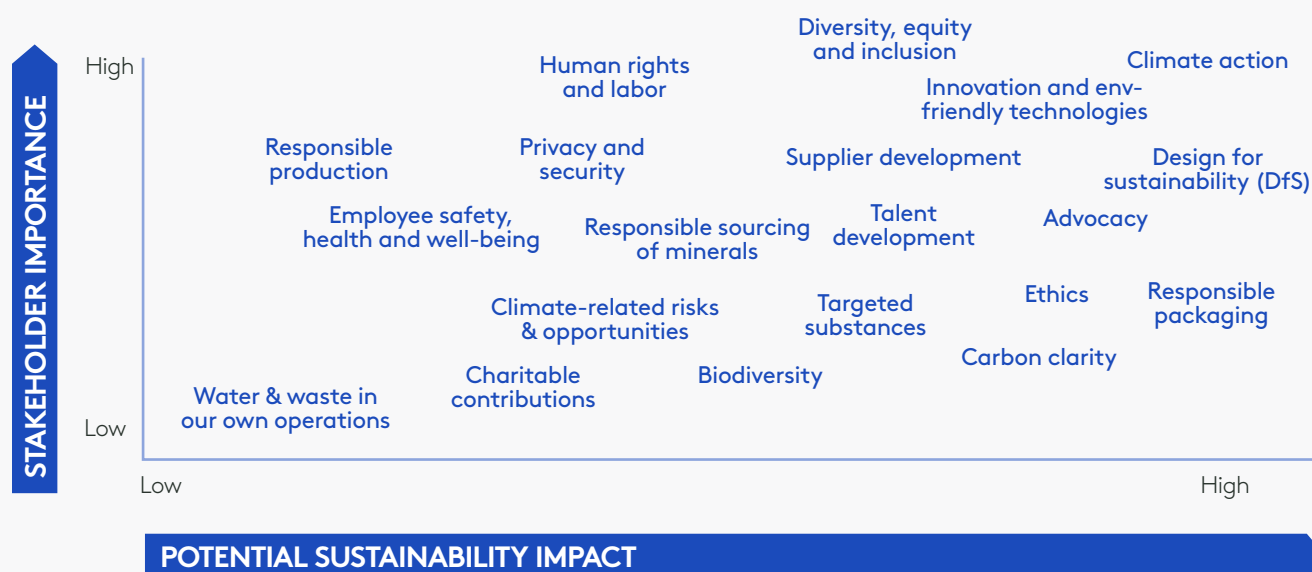 Diversity, equity
and inclusion
High
Human rights
and labor
Climate action
Innovation and env-
friendly technologies
Responsible
production
Privacy and
security
Supplier development
Design for
sustainability (DfS)
Employee safety,
health and well-being
Responsible sourcing
of minerals
Talent
development
Advocacy
Climate-related risks
& opportunities
Targeted
substances
Ethics
Responsible
packaging
Carbon clarity
Water & waste in
our own operations
Charitable
contributions
Biodiversity
Low
STAKEHOLDER IMPORTANCE
Low
High
POTENTIAL SUSTAINABILITY IMPACT